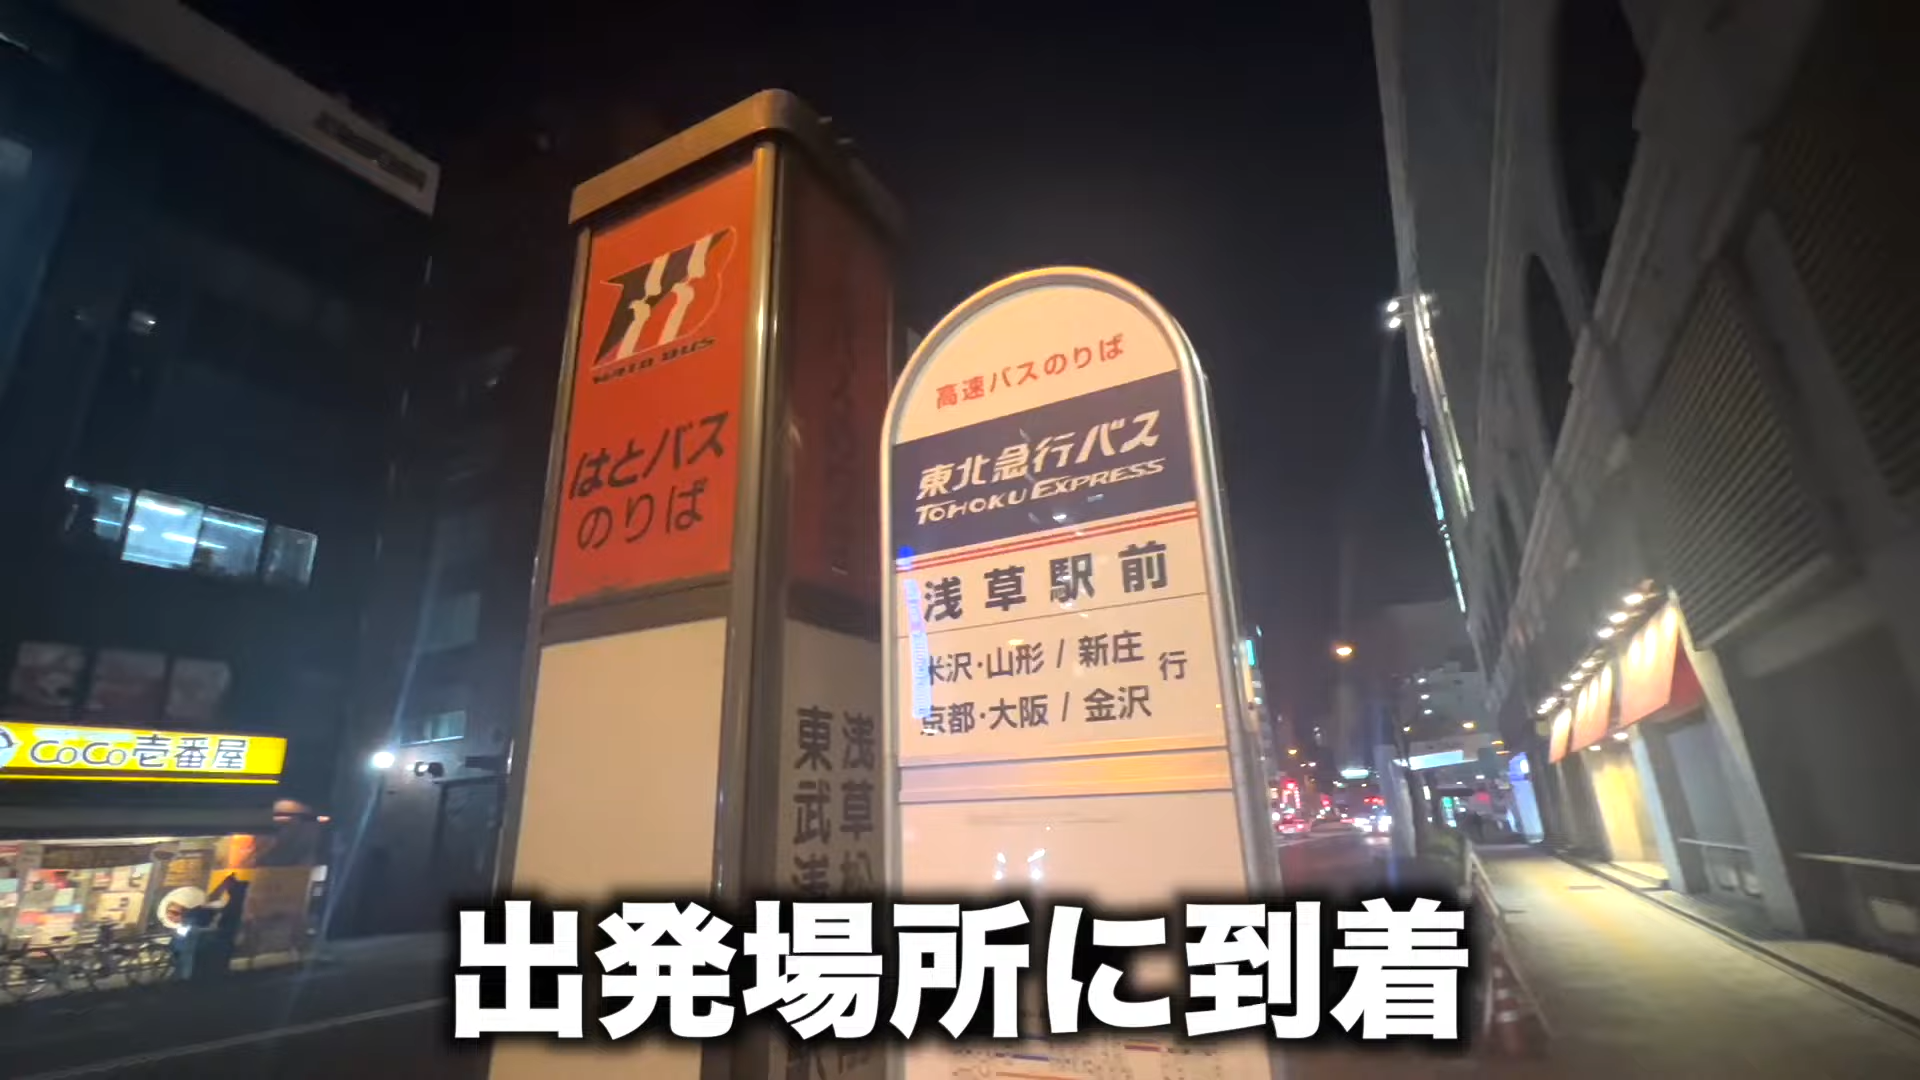 HATO BUS
はとバス
のりば
高速バスのりば
東北急行バス
TOHOKU EXPRESS
浅草駅前
米沢・山形 / 新庄
行
京都・大阪 / 金沢
CoCo壱番屋
浅草松
東武浅
出発場所に到着